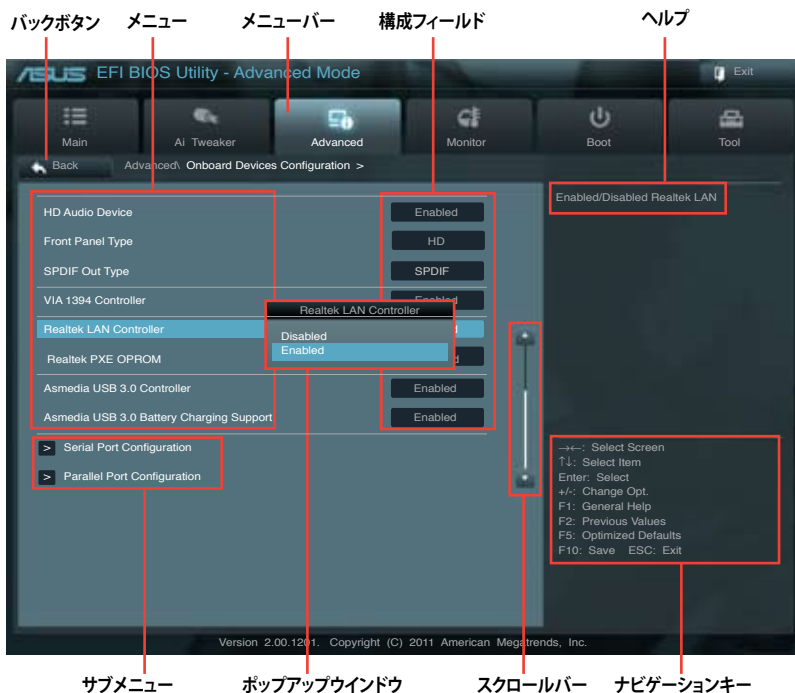 バックボタン メニュー メニューバー 構成フィールド ヘルプ
ASUS EFI BIOS Utility - Advanced Mode Exit
Main Ai Tweaker Advanced Monitor Boot Tool
Back Advanced\ Onboard Devices Configuration >
Enabled/Disabled Realtek LAN
HD Audio Device Enabled
Front Panel Type HD
SPDIF Out Type SPDIF
VIA 1394 Controller Enabled
Realtek LAN Controller
Realtek LAN Controller
Disabled
Enabled
Realtek PXE OPROM
Asmedia USB 3.0 Controller Enabled
Asmedia USB 3.0 Battery Charging Support Enabled
> Serial Port Configuration
> Parallel Port Configuration
→←: Select Screen
↑↓: Select Item
Enter: Select
+/-: Change Opt.
F1: General Help
F2: Previous Values
F5: Optimized Defaults
F10: Save ESC: Exit
Version 2.00.1201. Copyright (C) 2011 American Megatrends, Inc.
サブメニュー ポップアップウインドウ スクロールバー ナビゲーションキー